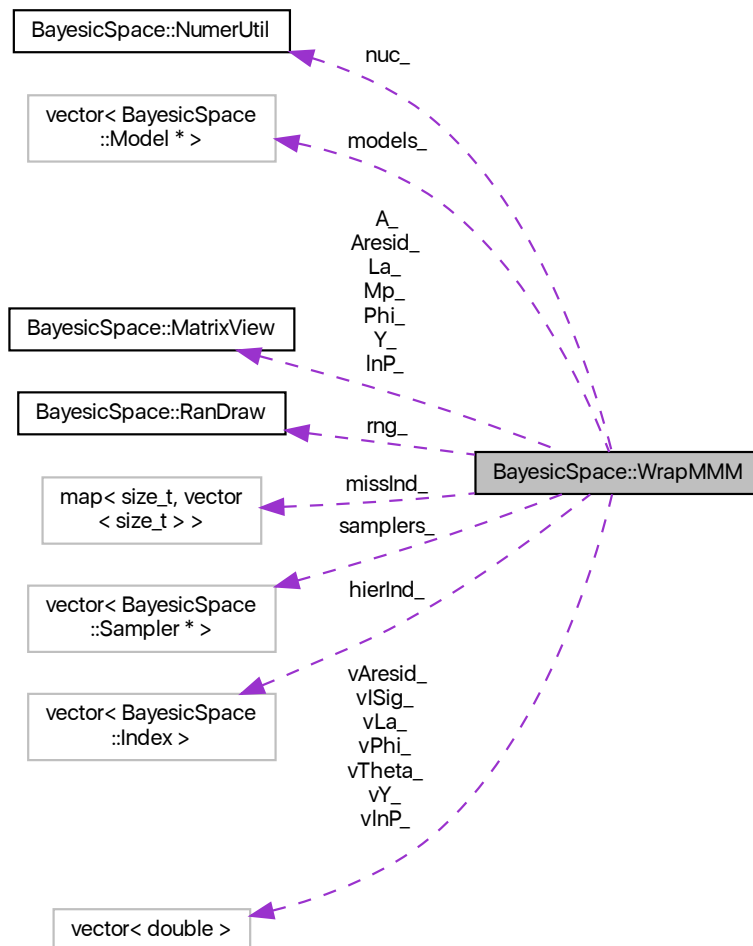 BayesicSpace::NumerUtil
nuc_
vector< BayesicSpace
::Model * >
models_
A_
Aresid_
La_
Mp_
Phi_
Y_
lnP_
BayesicSpace::MatrixView
BayesicSpace::RanDraw
rng_
BayesicSpace::WrapMMM
map< size_t, vector
< size_t > >
missInd_
samplers_
vector< BayesicSpace
::Sampler * >
hierInd_
vector< BayesicSpace
::Index >
vAresid_
vISig_
vLa_
vPhi_
vTheta_
vY_
vlnP_
vector< double >